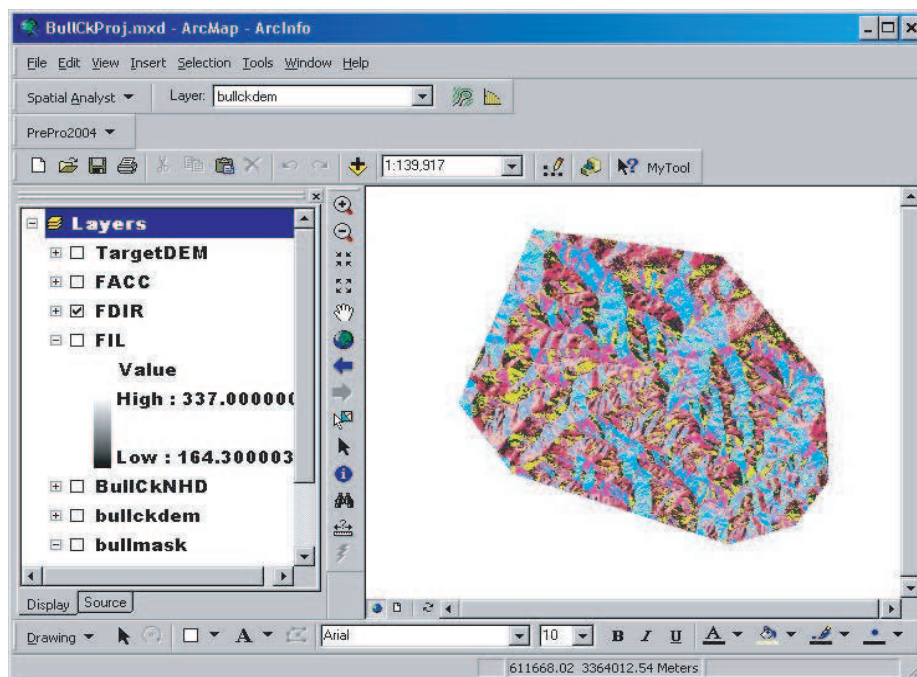 BullCkProj.mxd - ArcMap - ArcInfo
File Edit View Insert Selection Tools Window Help
Spatial Analyst Layer: bullckdem
PrePro2004
1:139,917 MyTool
Layers
TargetDEM
FACC
FDIR
FIL
Value
High : 337.000000
Low : 164.300003
BullCkNHD
bullckdem
bullmask
Display Source
Drawing A Arial 10 B I U A
611668.02 3364012.54 Meters